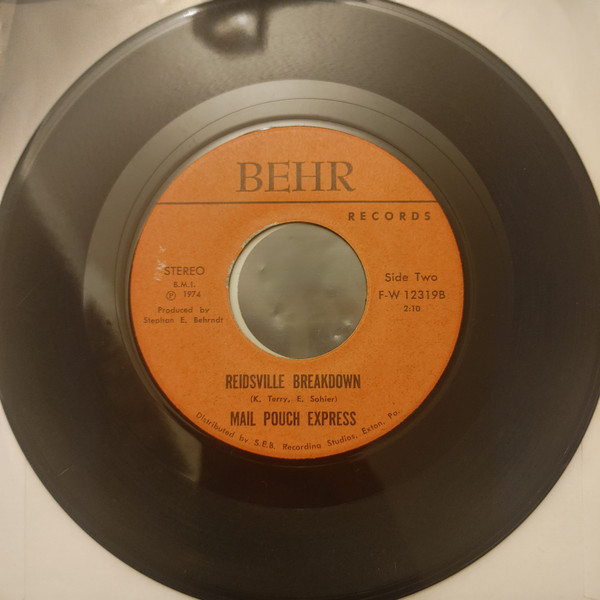 BEHR
RECORDS
STEREO
B.M.I.
℗ 1974
Produced by
Stephan E. Behrndt
Side Two
F-W 12319B
2:10
REIDSVILLE BREAKDOWN
(K. Terry, E. Sohier)
MAIL POUCH EXPRESS
Distributed by S.E.B. Recording Studios, Exton, Pa.